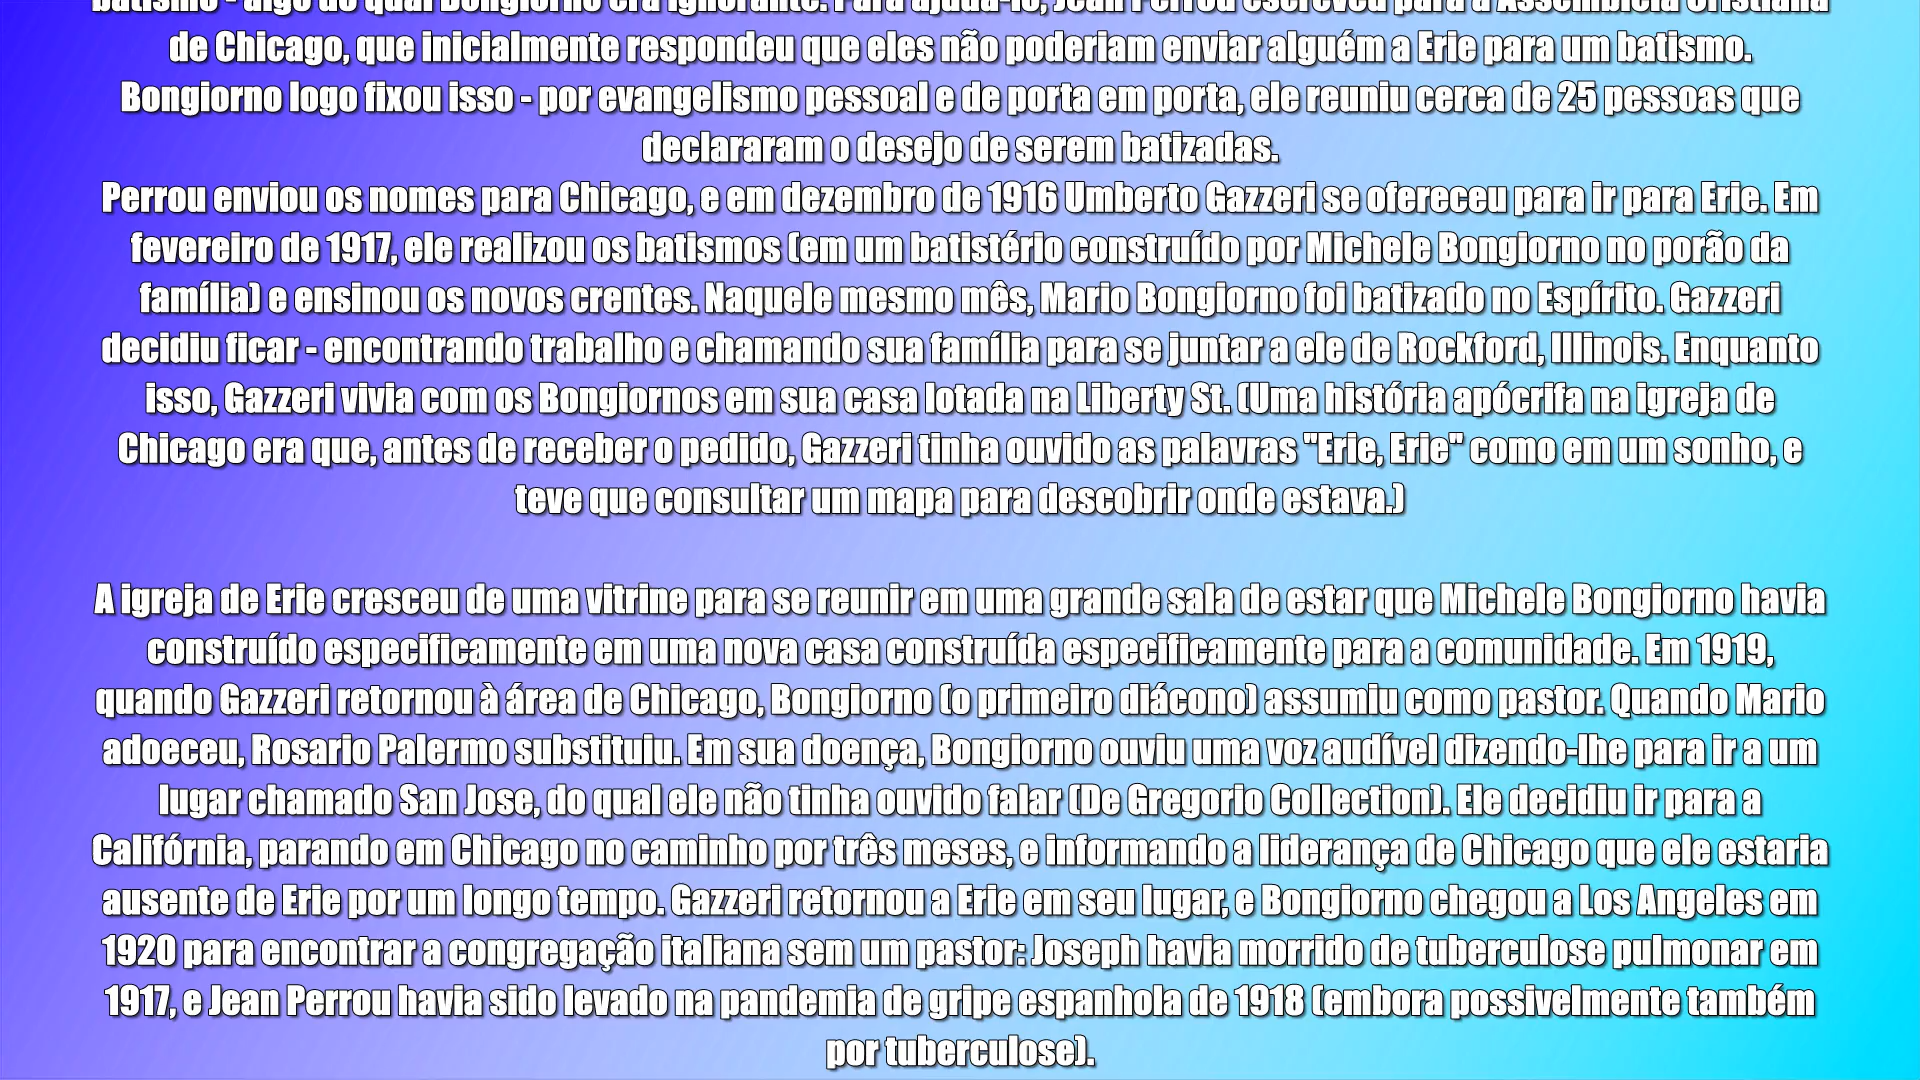 batismo - algo do qual Bongiorno era ignorante. Para ajudá-lo, Jean Perrou escreveu para a Assembleia Cristiana
de Chicago, que inicialmente respondeu que eles não poderiam enviar alguém a Erie para um batismo.
Bongiorno logo fixou isso - por evangelismo pessoal e de porta em porta, ele reuniu cerca de 25 pessoas que
declararam o desejo de serem batizadas.
Perrou enviou os nomes para Chicago, e em dezembro de 1916 Umberto Gazzeri se ofereceu para ir para Erie. Em
fevereiro de 1917, ele realizou os batismos (em um batistério construído por Michele Bongiorno no porão da
família) e ensinou os novos crentes. Naquele mesmo mês, Mario Bongiorno foi batizado no Espírito. Gazzeri
decidiu ficar - encontrando trabalho e chamando sua família para se juntar a ele de Rockford, Illinois. Enquanto
isso, Gazzeri vivia com os Bongiornos em sua casa lotada na Liberty St. (Uma história apócrifa na igreja de
Chicago era que, antes de receber o pedido, Gazzeri tinha ouvido as palavras "Erie, Erie" como em um sonho, e
teve que consultar um mapa para descobrir onde estava.)
A igreja de Erie cresceu de uma vitrine para se reunir em uma grande sala de estar que Michele Bongiorno havia
construído especificamente em uma nova casa construída especificamente para a comunidade. Em 1919,
quando Gazzeri retornou à área de Chicago, Bongiorno (o primeiro diácono) assumiu como pastor. Quando Mario
adoeceu, Rosario Palermo substituiu. Em sua doença, Bongiorno ouviu uma voz audível dizendo-lhe para ir a um
lugar chamado San Jose, do qual ele não tinha ouvido falar (De Gregorio Collection). Ele decidiu ir para a
Califórnia, parando em Chicago no caminho por três meses, e informando a liderança de Chicago que ele estaria
ausente de Erie por um longo tempo. Gazzeri retornou a Erie em seu lugar, e Bongiorno chegou a Los Angeles em
1920 para encontrar a congregação italiana sem um pastor: Joseph havia morrido de tuberculose pulmonar em
1917, e Jean Perrou havia sido levado na pandemia de gripe espanhola de 1918 (embora possivelmente também
por tuberculose).